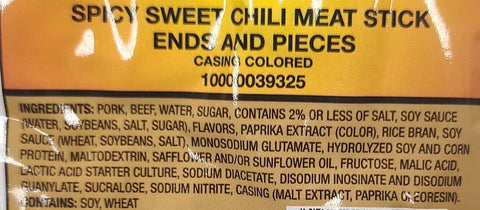 SPICY SWEET CHILI MEAT STICK
ENDS AND PIECES
CASING COLORED
10000039325
INGREDIENTS: PORK, BEEF, WATER, SUGAR, CONTAINS 2% OR LESS OF SALT, SOY SAUCE
(WATER, SOYBEANS, SALT, SUGAR), FLAVORS, PAPRIKA EXTRACT (COLOR), RICE BRAN, SOY
SAUCE (WHEAT, SOYBEANS, SALT), MONOSODIUM GLUTAMATE, HYDROLYZED SOY AND CORN
PROTEIN, MALTODEXTRIN, SAFFLOWER AND/OR SUNFLOWER OIL, FRUCTOSE, MALIC ACID,
LACTIC ACID STARTER CULTURE, SODIUM DIACETATE, DISODIUM INOSINATE AND DISODIUM
GUANYLATE, SUCRALOSE, SODIUM NITRITE, CASING (MALT EXTRACT, PAPRIKA OLEORESIN).
CONTAINS: SOY, WHEAT